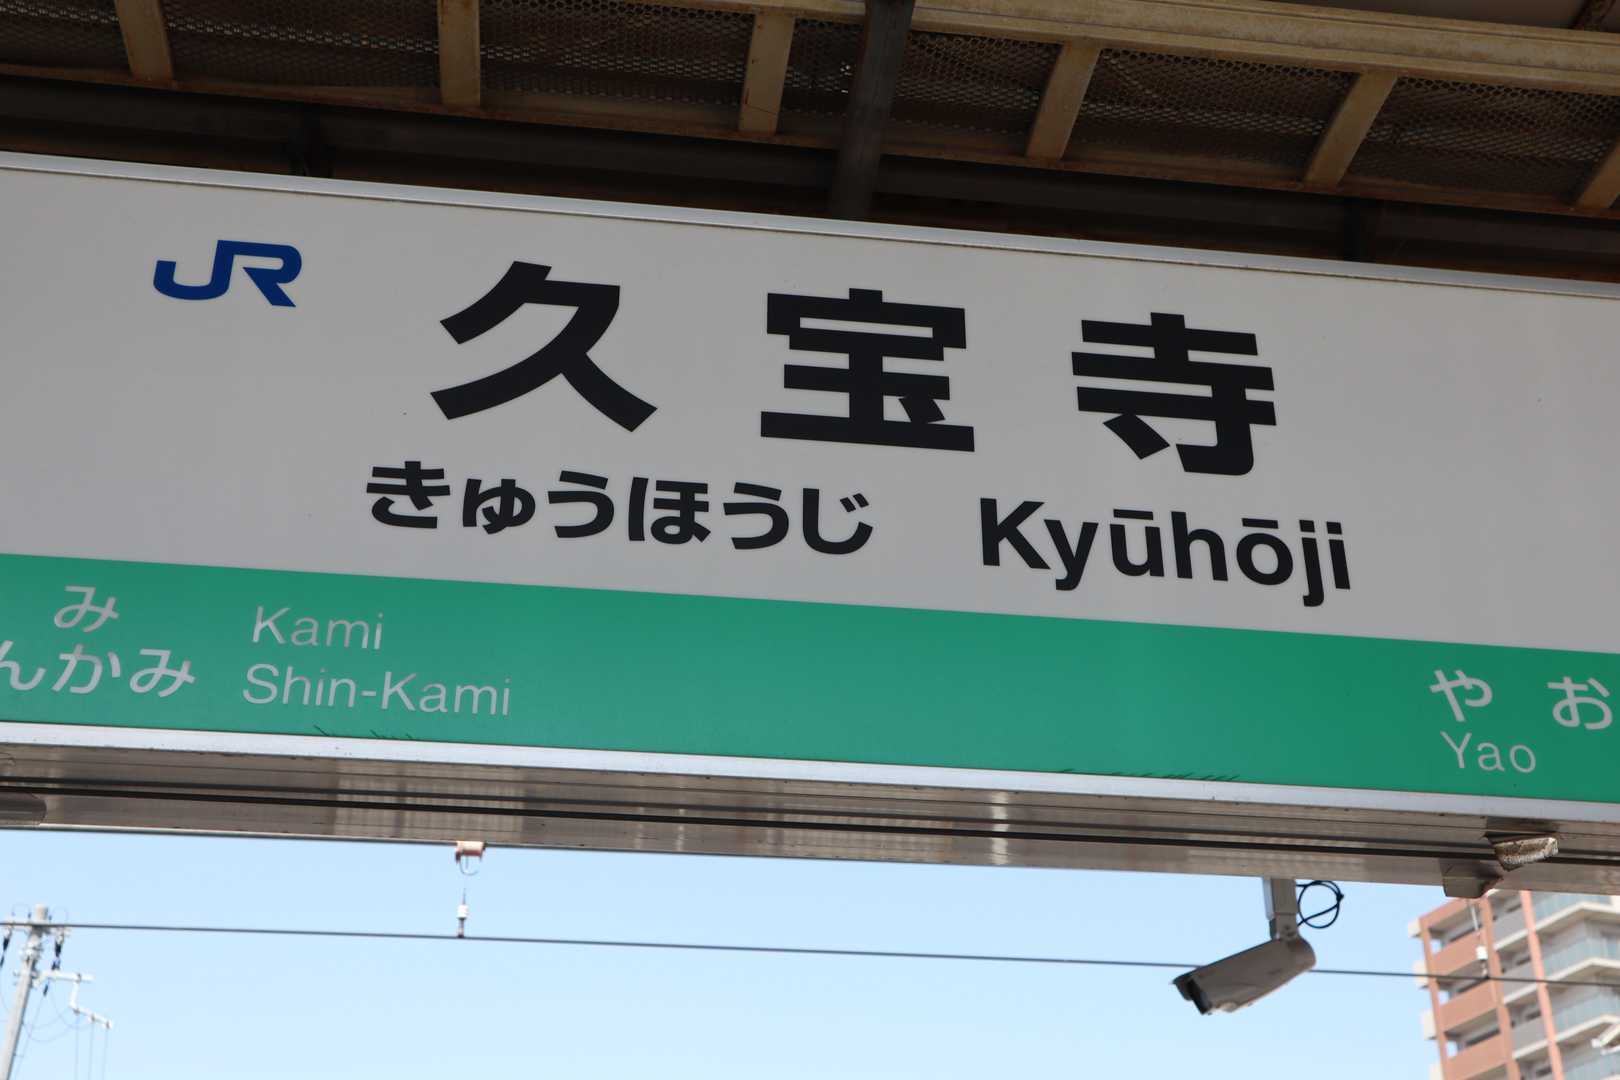 JR 久宝寺
きゅうほうじ Kyūhōji
み Kami
んかみ Shin-Kami
やお
Yao